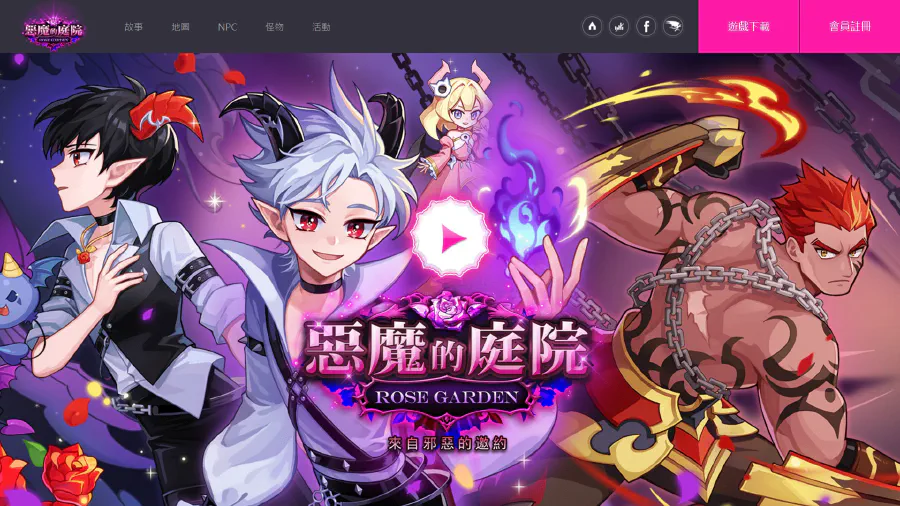 惡魔的庭院
ROSE GARDEN
故事
地圖
NPC
怪物
活動
遊戲下載
會員註冊
惡魔的庭院
ROSE GARDEN
來自邪惡的邀約